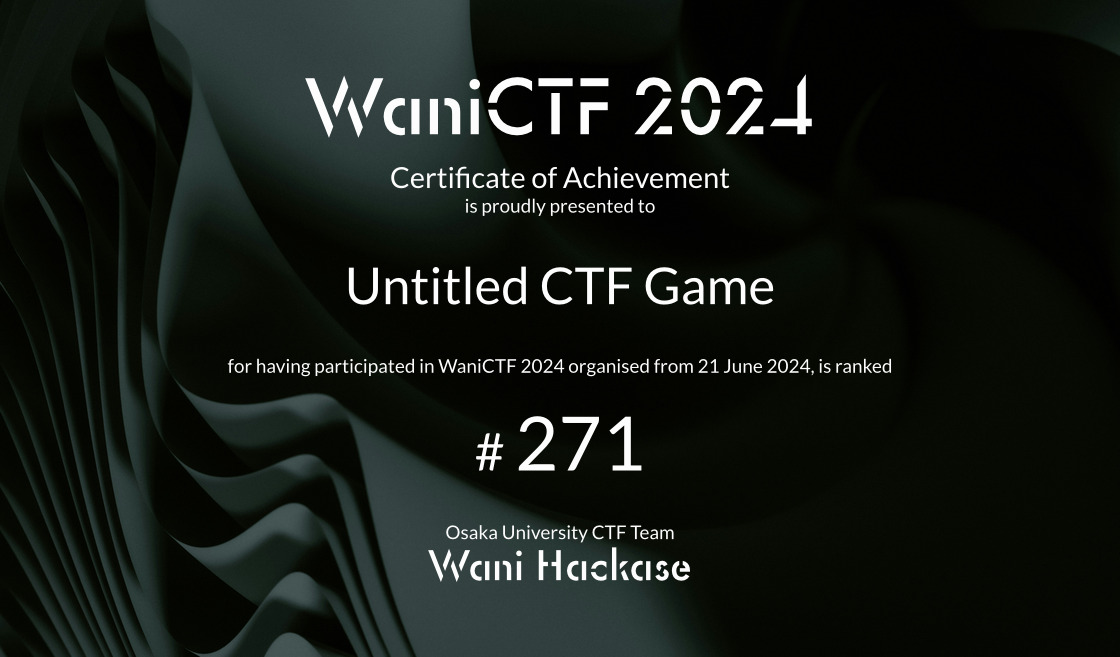 WaniCTF 2024
Certificate of Achievement
is proudly presented to
Untitled CTF Game
for having participated in WaniCTF 2024 organised from 21 June 2024, is ranked
# 271
Osaka University CTF Team
Wani Hackase